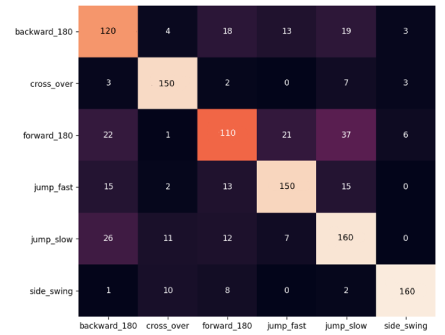 backward_180 120 4 18 13 19 3
cross_over 3 150 2 0 7 3
forward_180 22 1 110 21 37 6
jump_fast 15 2 13 150 15 0
jump_slow 26 11 12 7 160 0
side_swing 1 10 8 0 2 160
backward_180 cross_over forward_180 jump_fast jump_slow side_swing